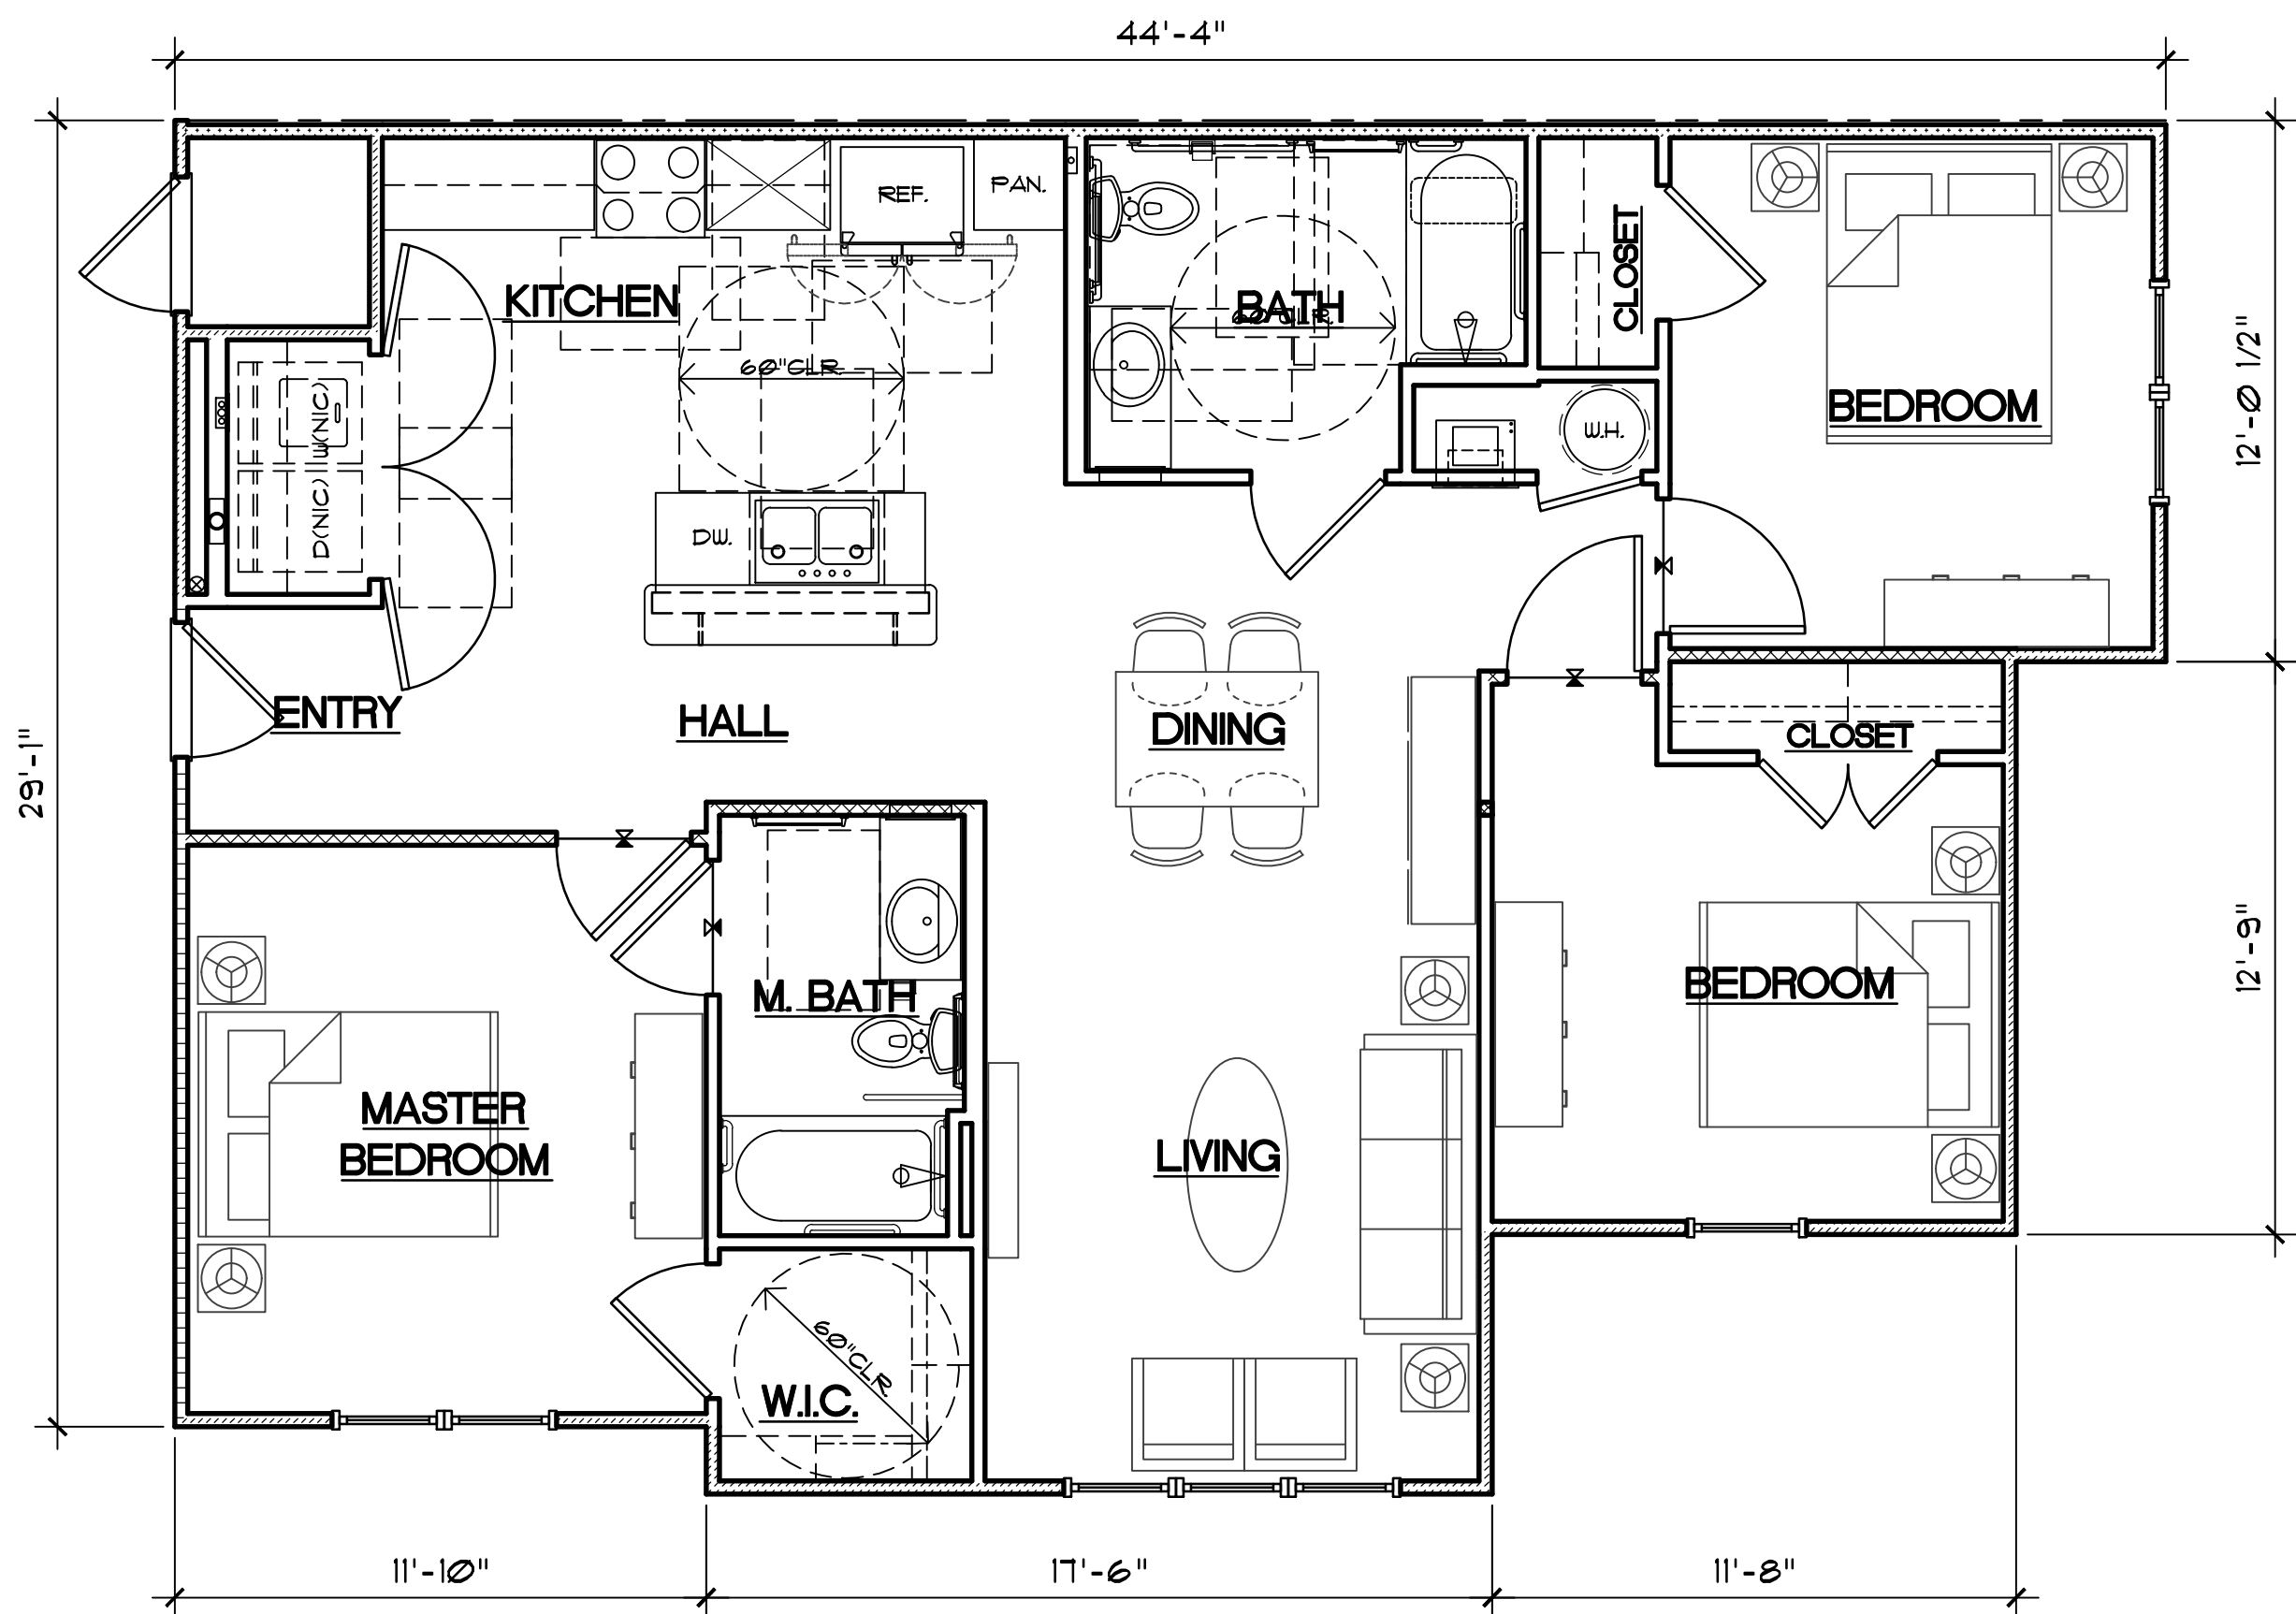 44'-4"
REF.
PAN.
KITCHEN
BATH
CLOSET
60"CLR.
BEDROOM
12'-0 1/2"
W(NIC)
D(NIC)
W.H.
DW.
ENTRY
HALL
DINING
CLOSET
29'-1"
12'-9"
M. BATH
BEDROOM
MASTER
BEDROOM
LIVING
60"CLR.
W.I.C.
11'-10"
17'-6"
11'-8"